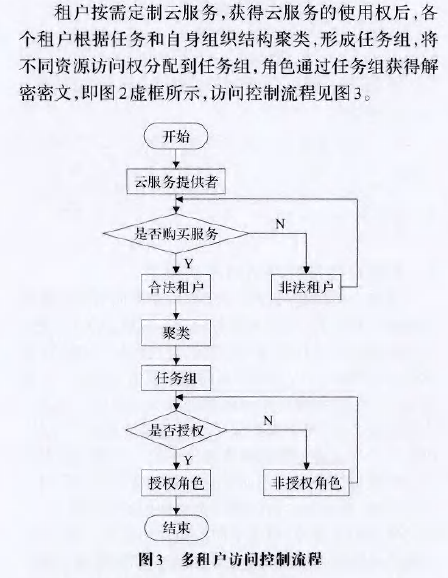 租户按需定制云服务,获得云服务的使用权后,各
个租户根据任务和自身组织结构聚类,形成任务组,将
不同资源访问权分配到任务组,角色通过任务组获得解
密密文,即图2虚框所示,访问控制流程见图3。
开始
云服务提供者
是否购买服务
N
Y
合法租户
非法租户
聚类
任务组
是否授权
N
Y
授权角色
非授权角色
结束
图3 多租户访问控制流程